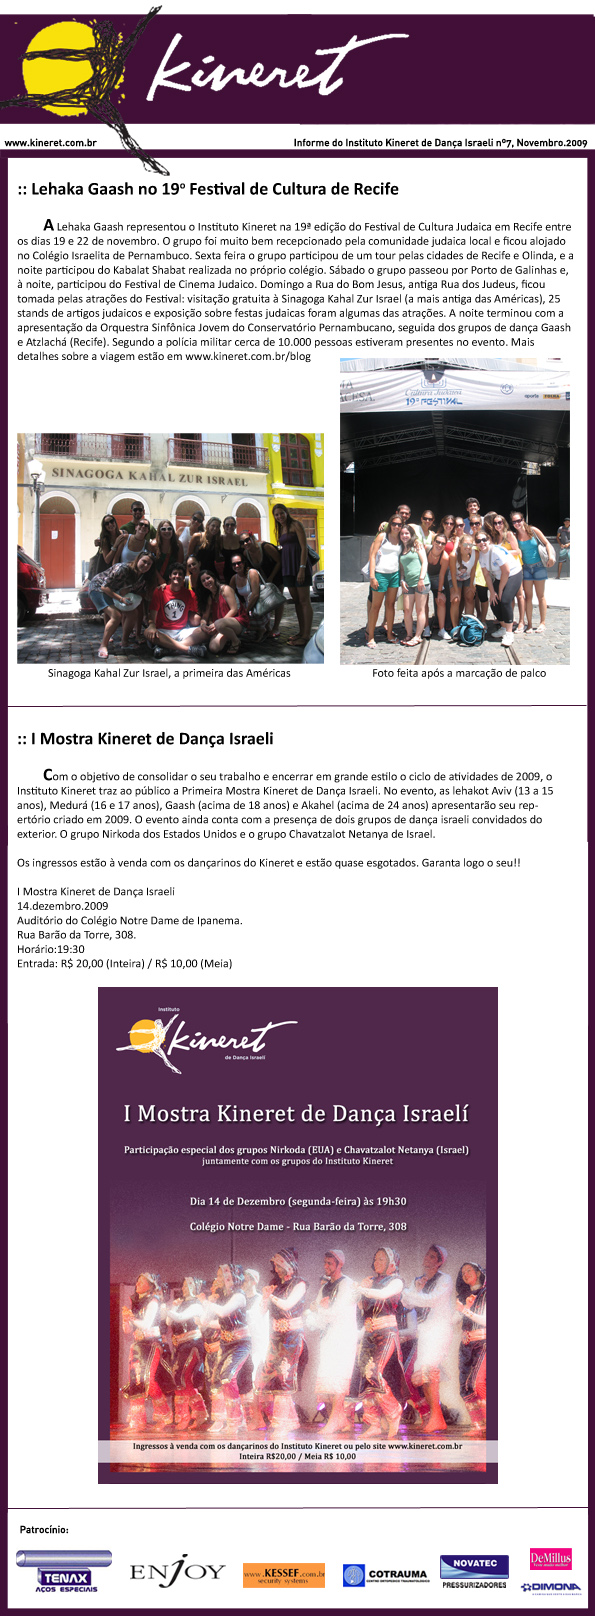 kineret
www.kineret.com.br
Informe do Instituto Kineret de Dança Israeli nº7, Novembro.2009
:: Lehaka Gaash no 19º Festival de Cultura de Recife
A Lehaka Gaash representou o Instituto Kineret na 19ª edição do Festival de Cultura Judaica em Recife entre
os dias 19 e 22 de novembro. O grupo foi muito bem recepcionado pela comunidade judaica local e ficou alojado
no Colégio Israelita de Pernambuco. Sexta feira o grupo participou de um tour pelas cidades de Recife e Olinda, e a
noite participou do Kabalat Shabat realizada no próprio colégio. Sábado o grupo passeou por Porto de Galinhas e,
à noite, participou do Festival de Cinema Judaico. Domingo a Rua do Bom Jesus, antiga Rua dos Judeus, ficou
tomada pelas atrações do Festival: visitação gratuita à Sinagoga Kahal Zur Israel (a mais antiga das Américas), 25
stands de artigos judaicos e exposição sobre festas judaicas foram algumas das atrações. A noite terminou com a
apresentação da Orquestra Sinfônica Jovem do Conservatório Pernambucano, seguida dos grupos de dança Gaash
e Atzlachá (Recife). Segundo a polícia militar cerca de 10.000 pessoas estiveram presentes no evento. Mais
detalhes sobre a viagem estão em www.kineret.com.br/blog
Cultura Judaica
19º FESTIVAL
SINAGOGA KAHAL ZUR ISRAEL
THING 1
Sinagoga Kahal Zur Israel, a primeira das Américas
Foto feita após a marcação de palco
:: I Mostra Kineret de Dança Israeli
Com o objetivo de consolidar o seu trabalho e encerrar em grande estilo o ciclo de atividades de 2009, o
Instituto Kineret traz ao público a Primeira Mostra Kineret de Dança Israeli. No evento, as lehakot Aviv (13 a 15
anos), Medurá (16 e 17 anos), Gaash (acima de 18 anos) e Akahel (acima de 24 anos) apresentarão seu rep-
ertório criado em 2009. O evento ainda conta com a presença de dois grupos de dança israeli convidados do
exterior. O grupo Nirkoda dos Estados Unidos e o grupo Chavatzalot Netanya de Israel.
Os ingressos estão à venda com os dançarinos do Kineret e estão quase esgotados. Garanta logo o seu!!
I Mostra Kineret de Dança Israeli
14.dezembro.2009
Auditório do Colégio Notre Dame de Ipanema.
Rua Barão da Torre, 308.
Horário:19:30
Entrada: R$ 20,00 (Inteira) / R$ 10,00 (Meia)
Instituto
kineret
de Dança Israeli
I Mostra Kineret de Dança Israelí
Participação especial dos grupos Nirkoda (EUA) e Chavatzalot Netanya (Israel)
juntamente com os grupos do Instituto Kineret
Dia 14 de Dezembro (segunda-feira) às 19h30
Colégio Notre Dame - Rua Barão da Torre, 308
Ingressos à venda com os dançarinos do Instituto Kineret ou pelo site www.kineret.com.br
Inteira R$20,00 / Meia R$ 10,00
Patrocínio:
TENAX
AÇOS ESPECIAIS
ENJOY
www.KESSEF.com.br
security systems
COTRAUMA
CENTRO ORTOPÉDICO TRAUMATOLÓGICO
NOVATEC
PRESSURIZADORES
DeMillus
DIMONA